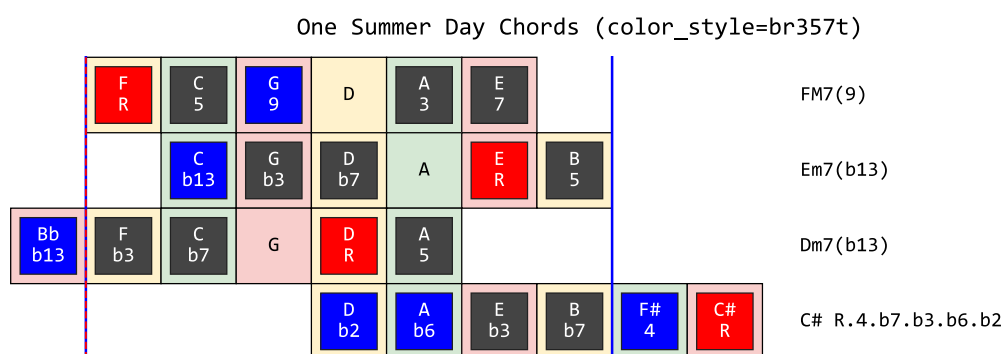 One Summer Day Chords (color_style=br357t)
F C G D A E FM7(9)
R 5 9 3 7
C G D A E B Em7(b13)
b13 b3 b7 R 5
Bb F C G D A Dm7(b13)
b13 b3 b7 R 5
D A E B F# C# C# R.4.b7.b3.b6.b2
b2 b6 b3 b7 4 R